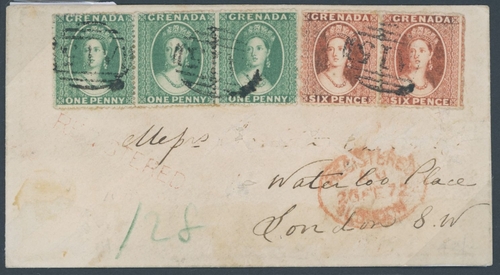 GRENADA GRENADA GRENADA GRENADA GRENADA
ONE PENNY ONE PENNY ONE PENNY SIX PENCE SIX PENCE
Messrs
REGISTERED
Waterloo Place
London S.W
128